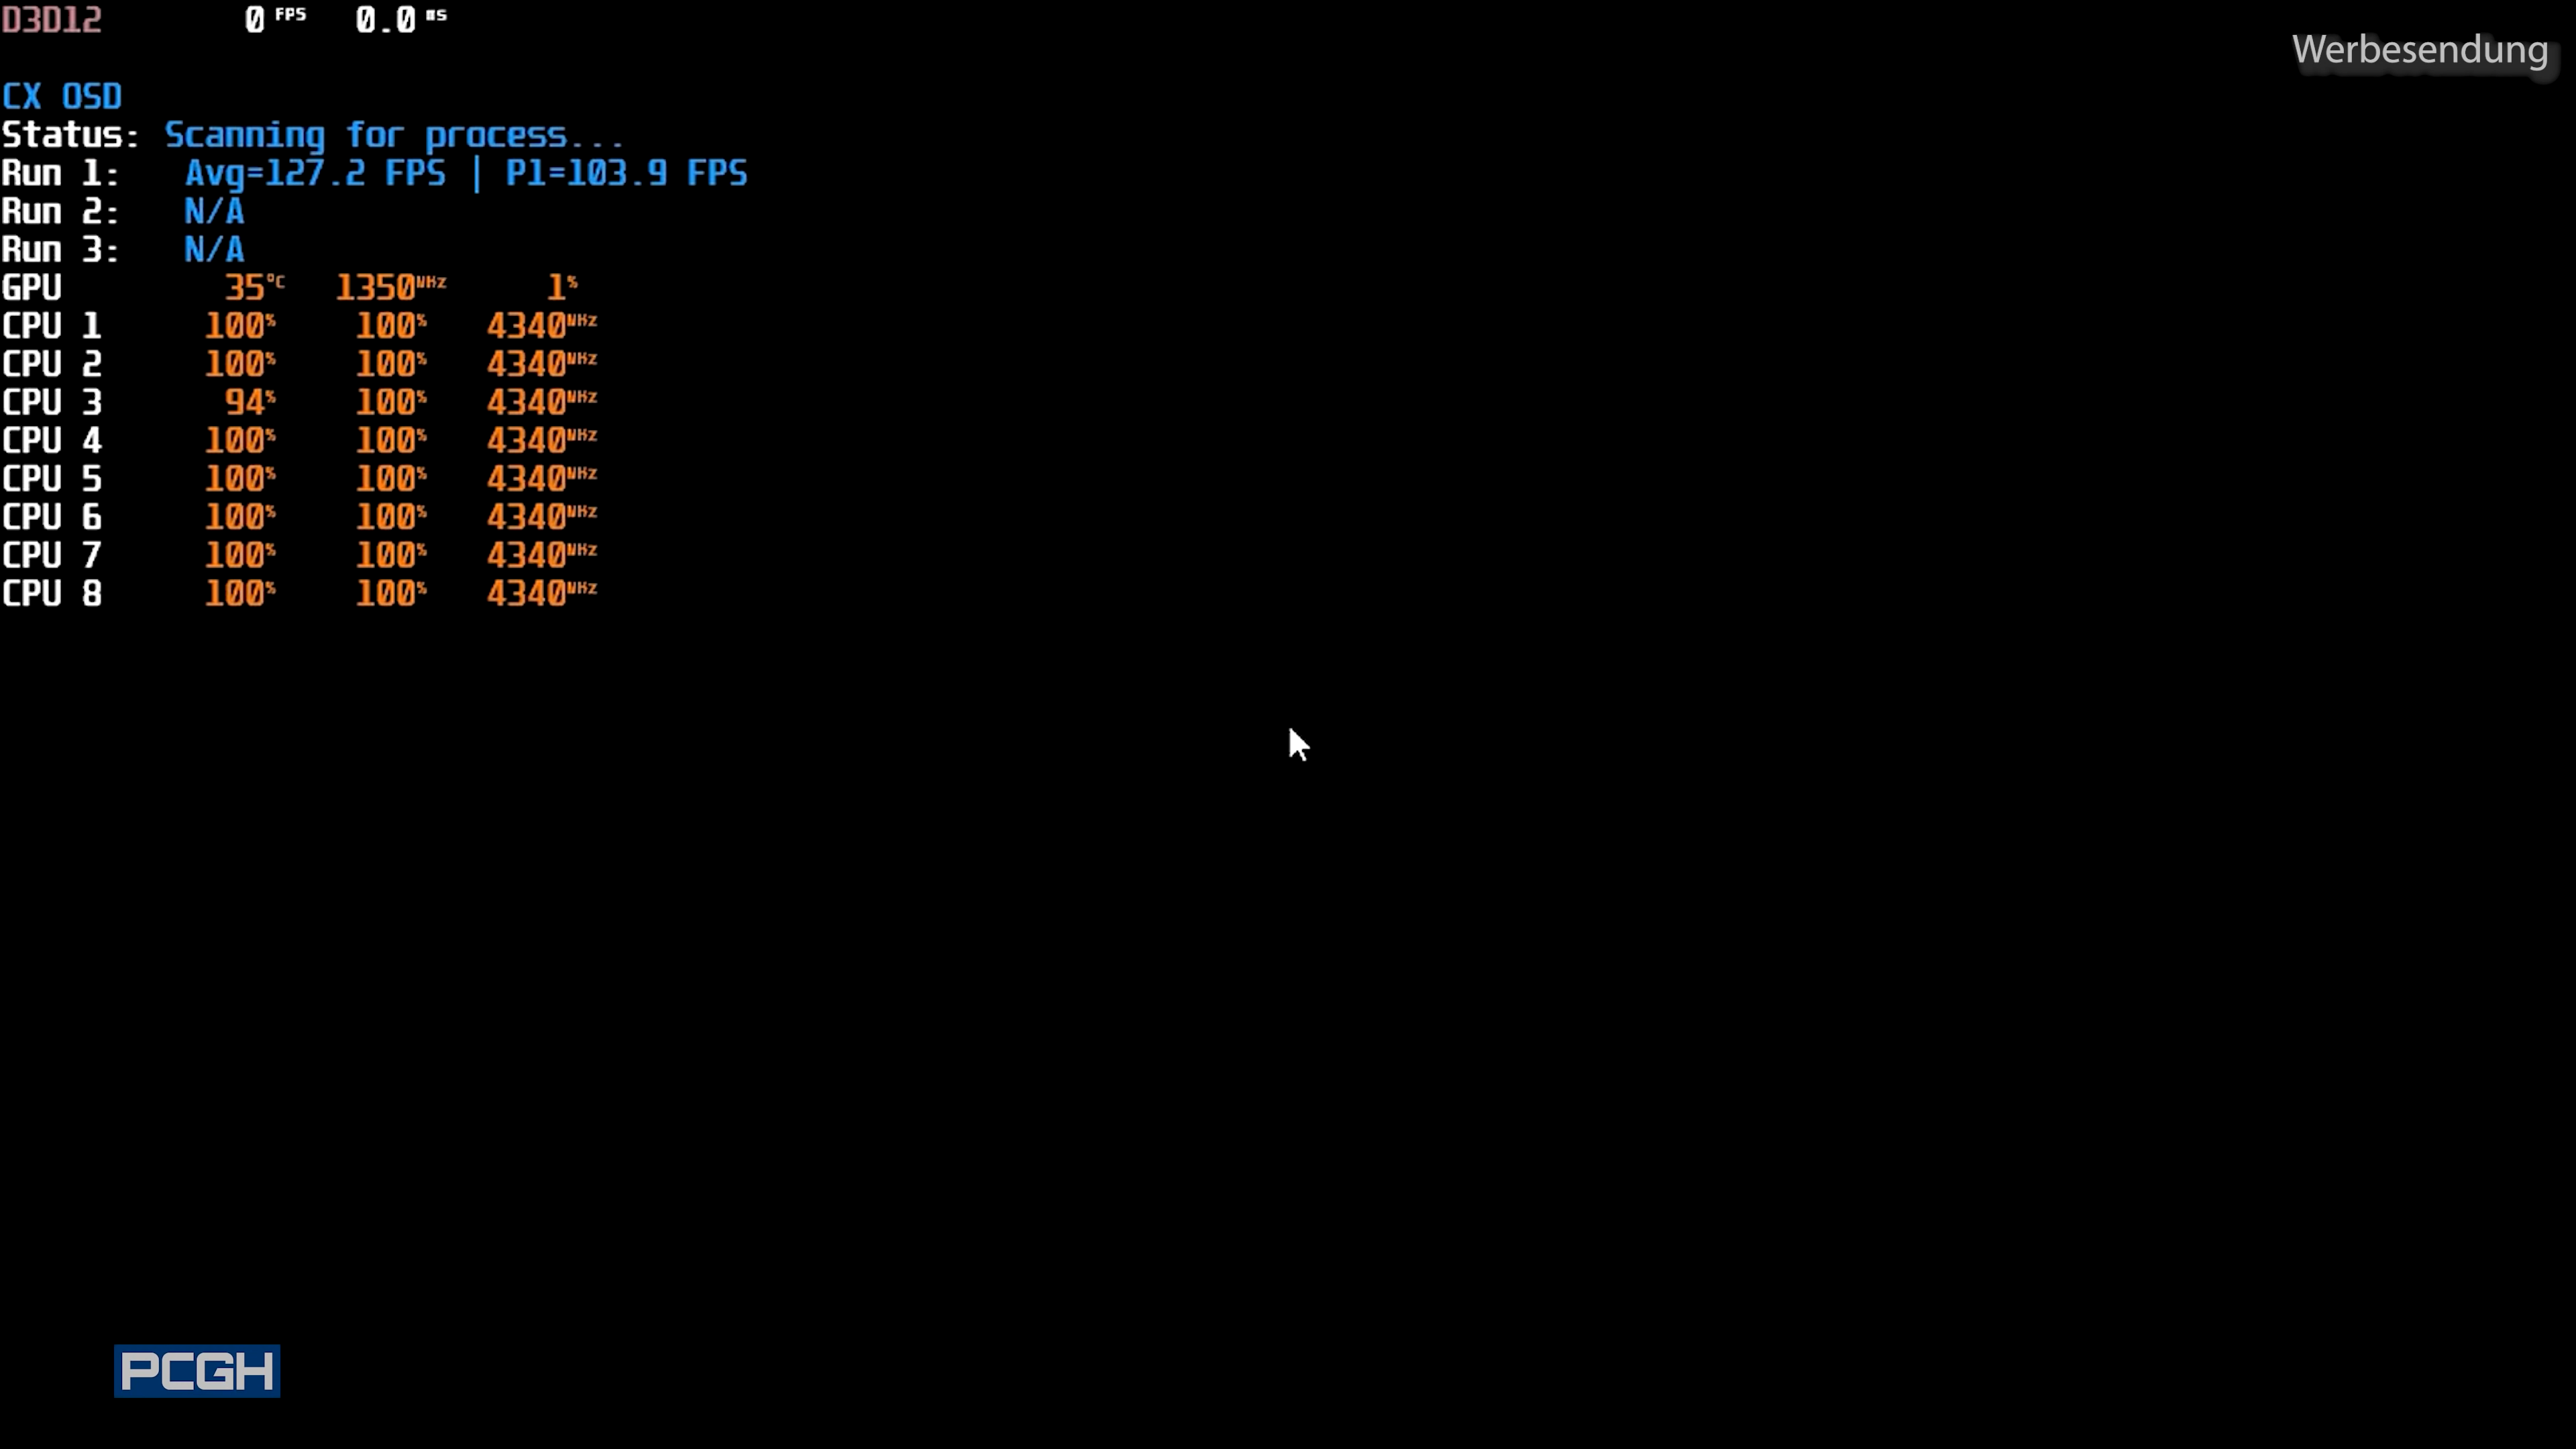 D3D12 0 FPS 0.0 ms
Werbesendung
CX OSD
Status: Scanning for process...
Run 1: Avg=127.2 FPS | P1=103.9 FPS
Run 2: N/A
Run 3: N/A
GPU 35°C 1350MHz 1%
CPU 1 100% 100% 4340MHz
CPU 2 100% 100% 4340MHz
CPU 3 94% 100% 4340MHz
CPU 4 100% 100% 4340MHz
CPU 5 100% 100% 4340MHz
CPU 6 100% 100% 4340MHz
CPU 7 100% 100% 4340MHz
CPU 8 100% 100% 4340MHz
PCGH